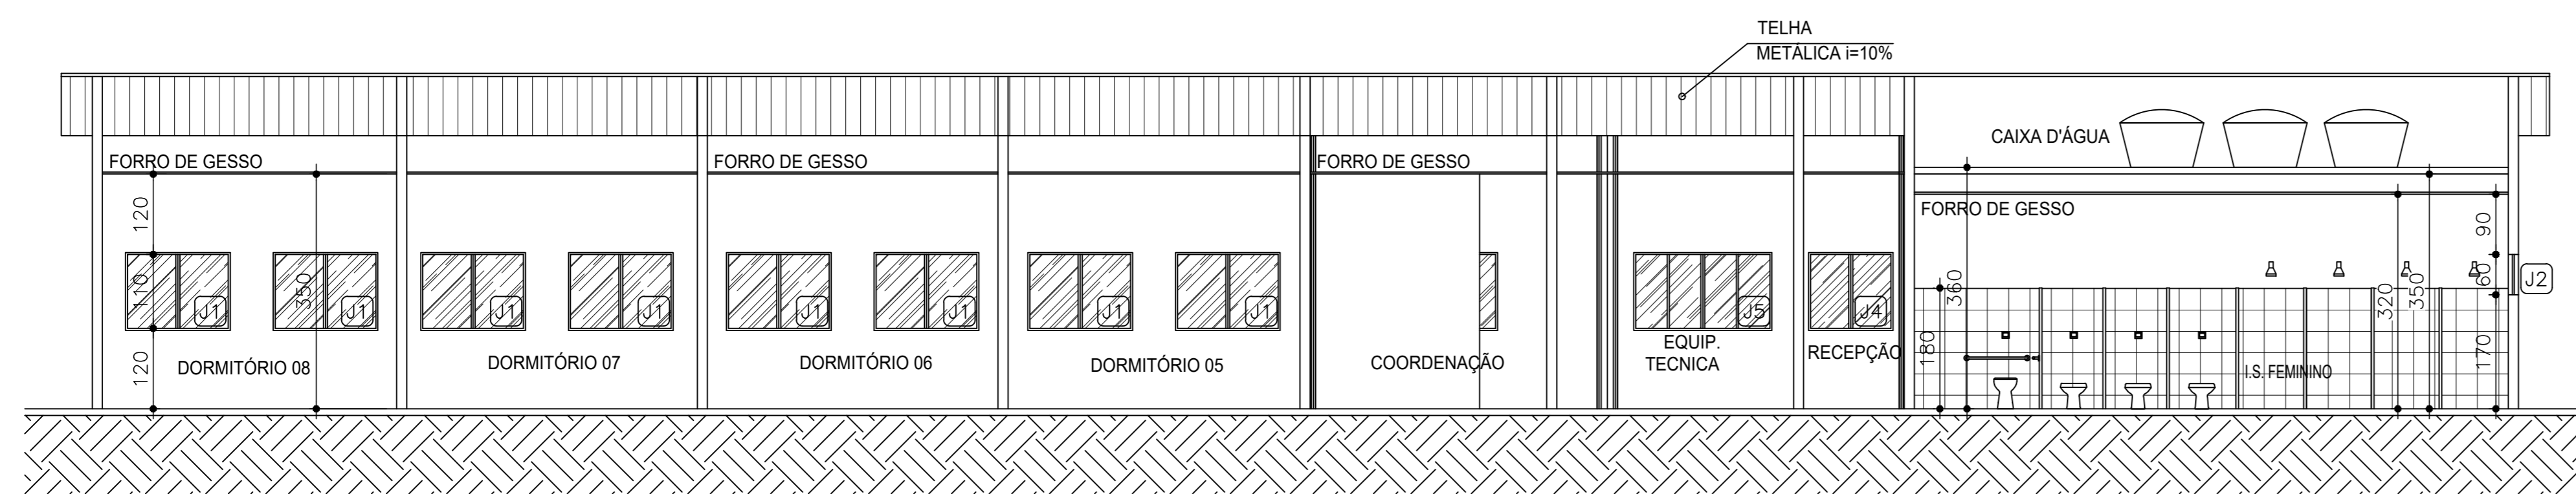 TELHA
METÁLICA i=10%
CAIXA D'ÁGUA
FORRO DE GESSO
FORRO DE GESSO
FORRO DE GESSO
FORRO DE GESSO
120
110
120
350
J1
J1
J1
J1
J1
J1
J1
J1
J5
J4
J2
DORMITÓRIO 08
DORMITÓRIO 07
DORMITÓRIO 06
DORMITÓRIO 05
COORDENAÇÃO
EQUIP.
TECNICA
RECEPÇÃO
180
360
I.S. FEMININO
320
350
90
60
170